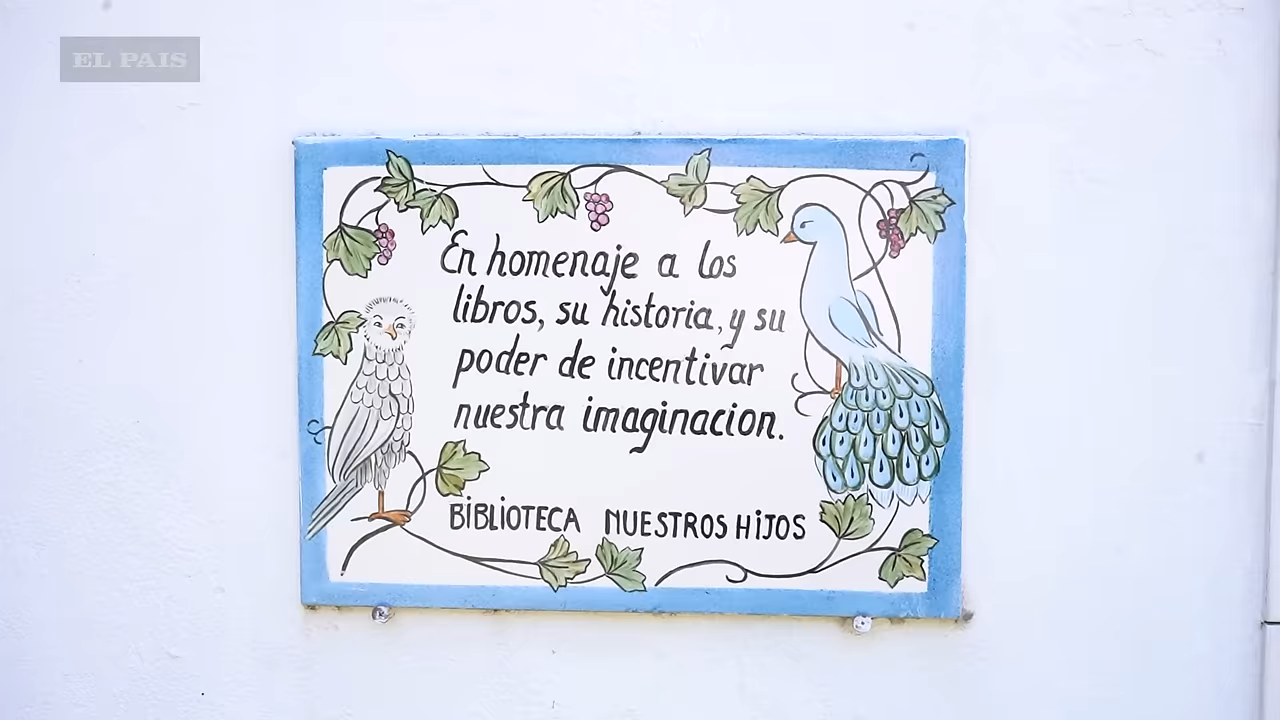 EL PAIS
En homenaje a los
libros, su historia, y su
poder de incentivar
nuestra imaginacion.
BIBLIOTECA NUESTROS HIJOS